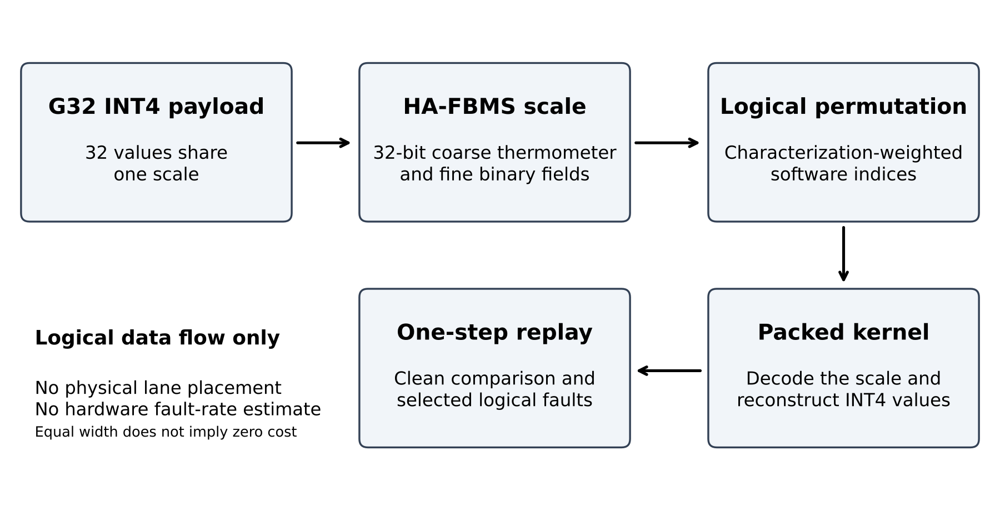 G32 INT4 payload
32 values share
one scale
HA-FBMS scale
32-bit coarse thermometer
and fine binary fields
Logical permutation
Characterization-weighted
software indices
Packed kernel
Decode the scale and
reconstruct INT4 values
One-step replay
Clean comparison and
selected logical faults
Logical data flow only
No physical lane placement
No hardware fault-rate estimate
Equal width does not imply zero cost